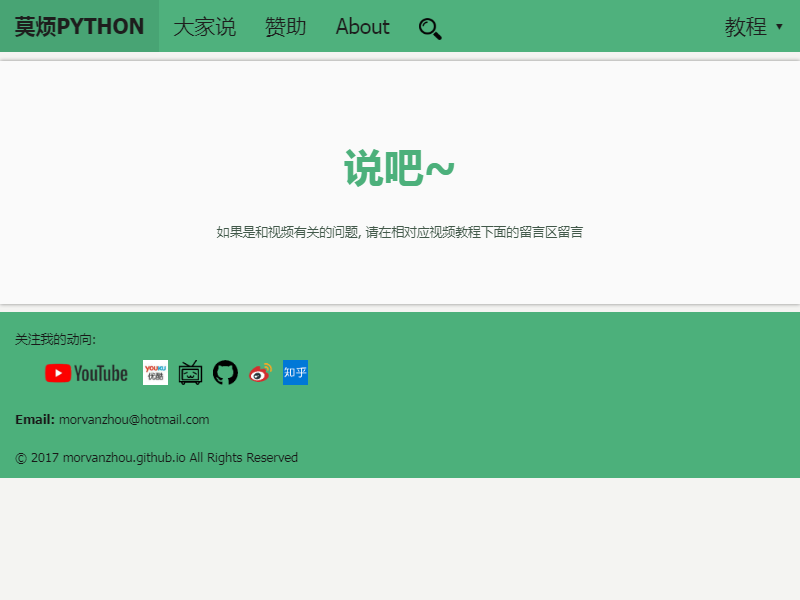 莫烦PYTHON 大家说 赞助 About 教程 ▼
说吧~
如果是和视频有关的问题, 请在相对应视频教程下面的留言区留言
关注我的动向:
YouTube YOUKU 优酷 知乎
Email: morvanzhou@hotmail.com
© 2017 morvanzhou.github.io All Rights Reserved